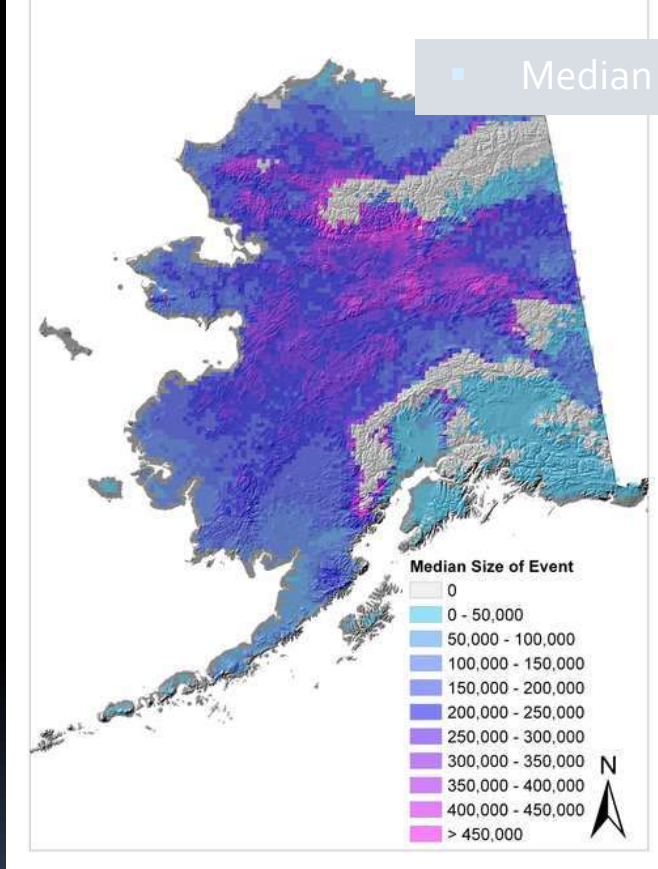 ▪ Median
Median Size of Event
0
0 - 50,000
50,000 - 100,000
100,000 - 150,000
150,000 - 200,000
200,000 - 250,000
250,000 - 300,000
300,000 - 350,000
350,000 - 400,000
400,000 - 450,000
> 450,000
N